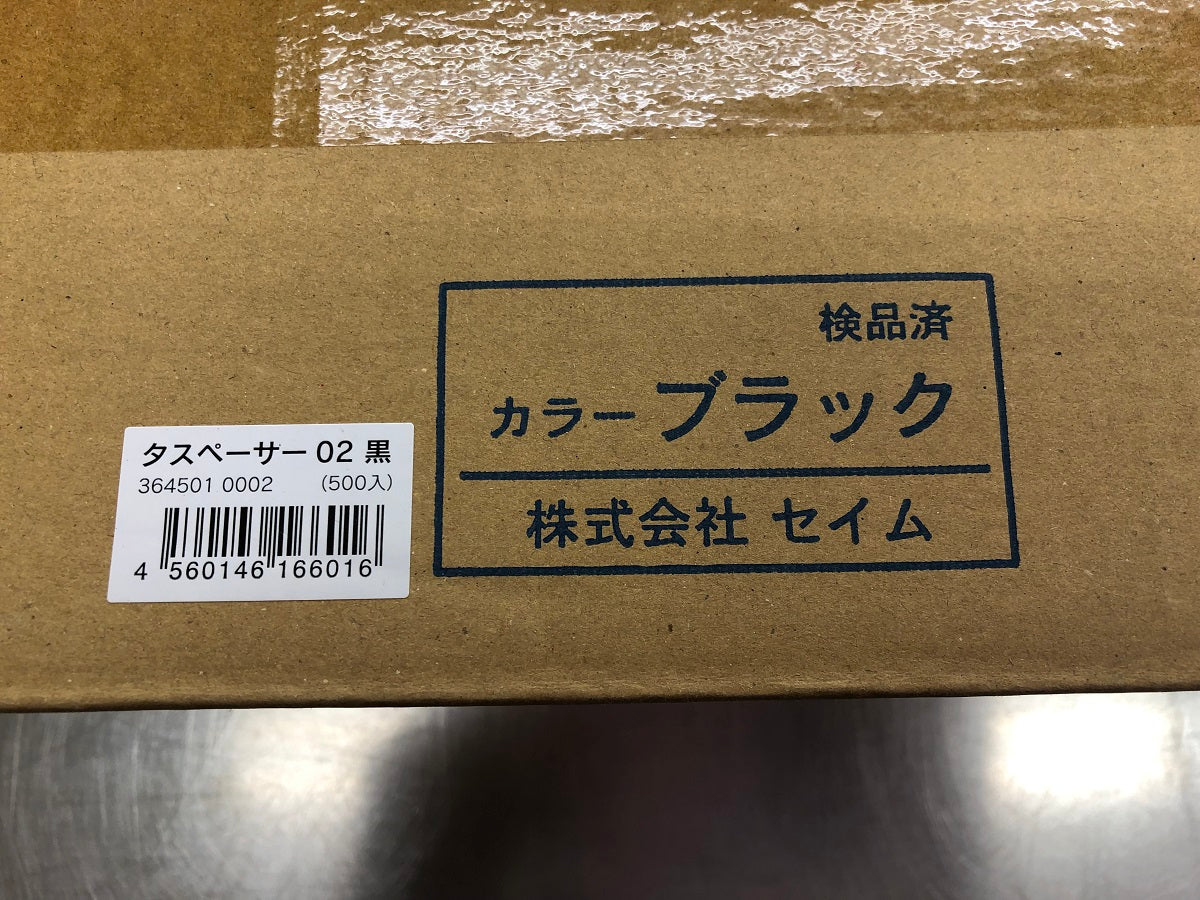 検品済
カラー ブラック
株式会社 セイム
タスペーサー 02 黒
364501 0002 (500入)
4 560146 166016